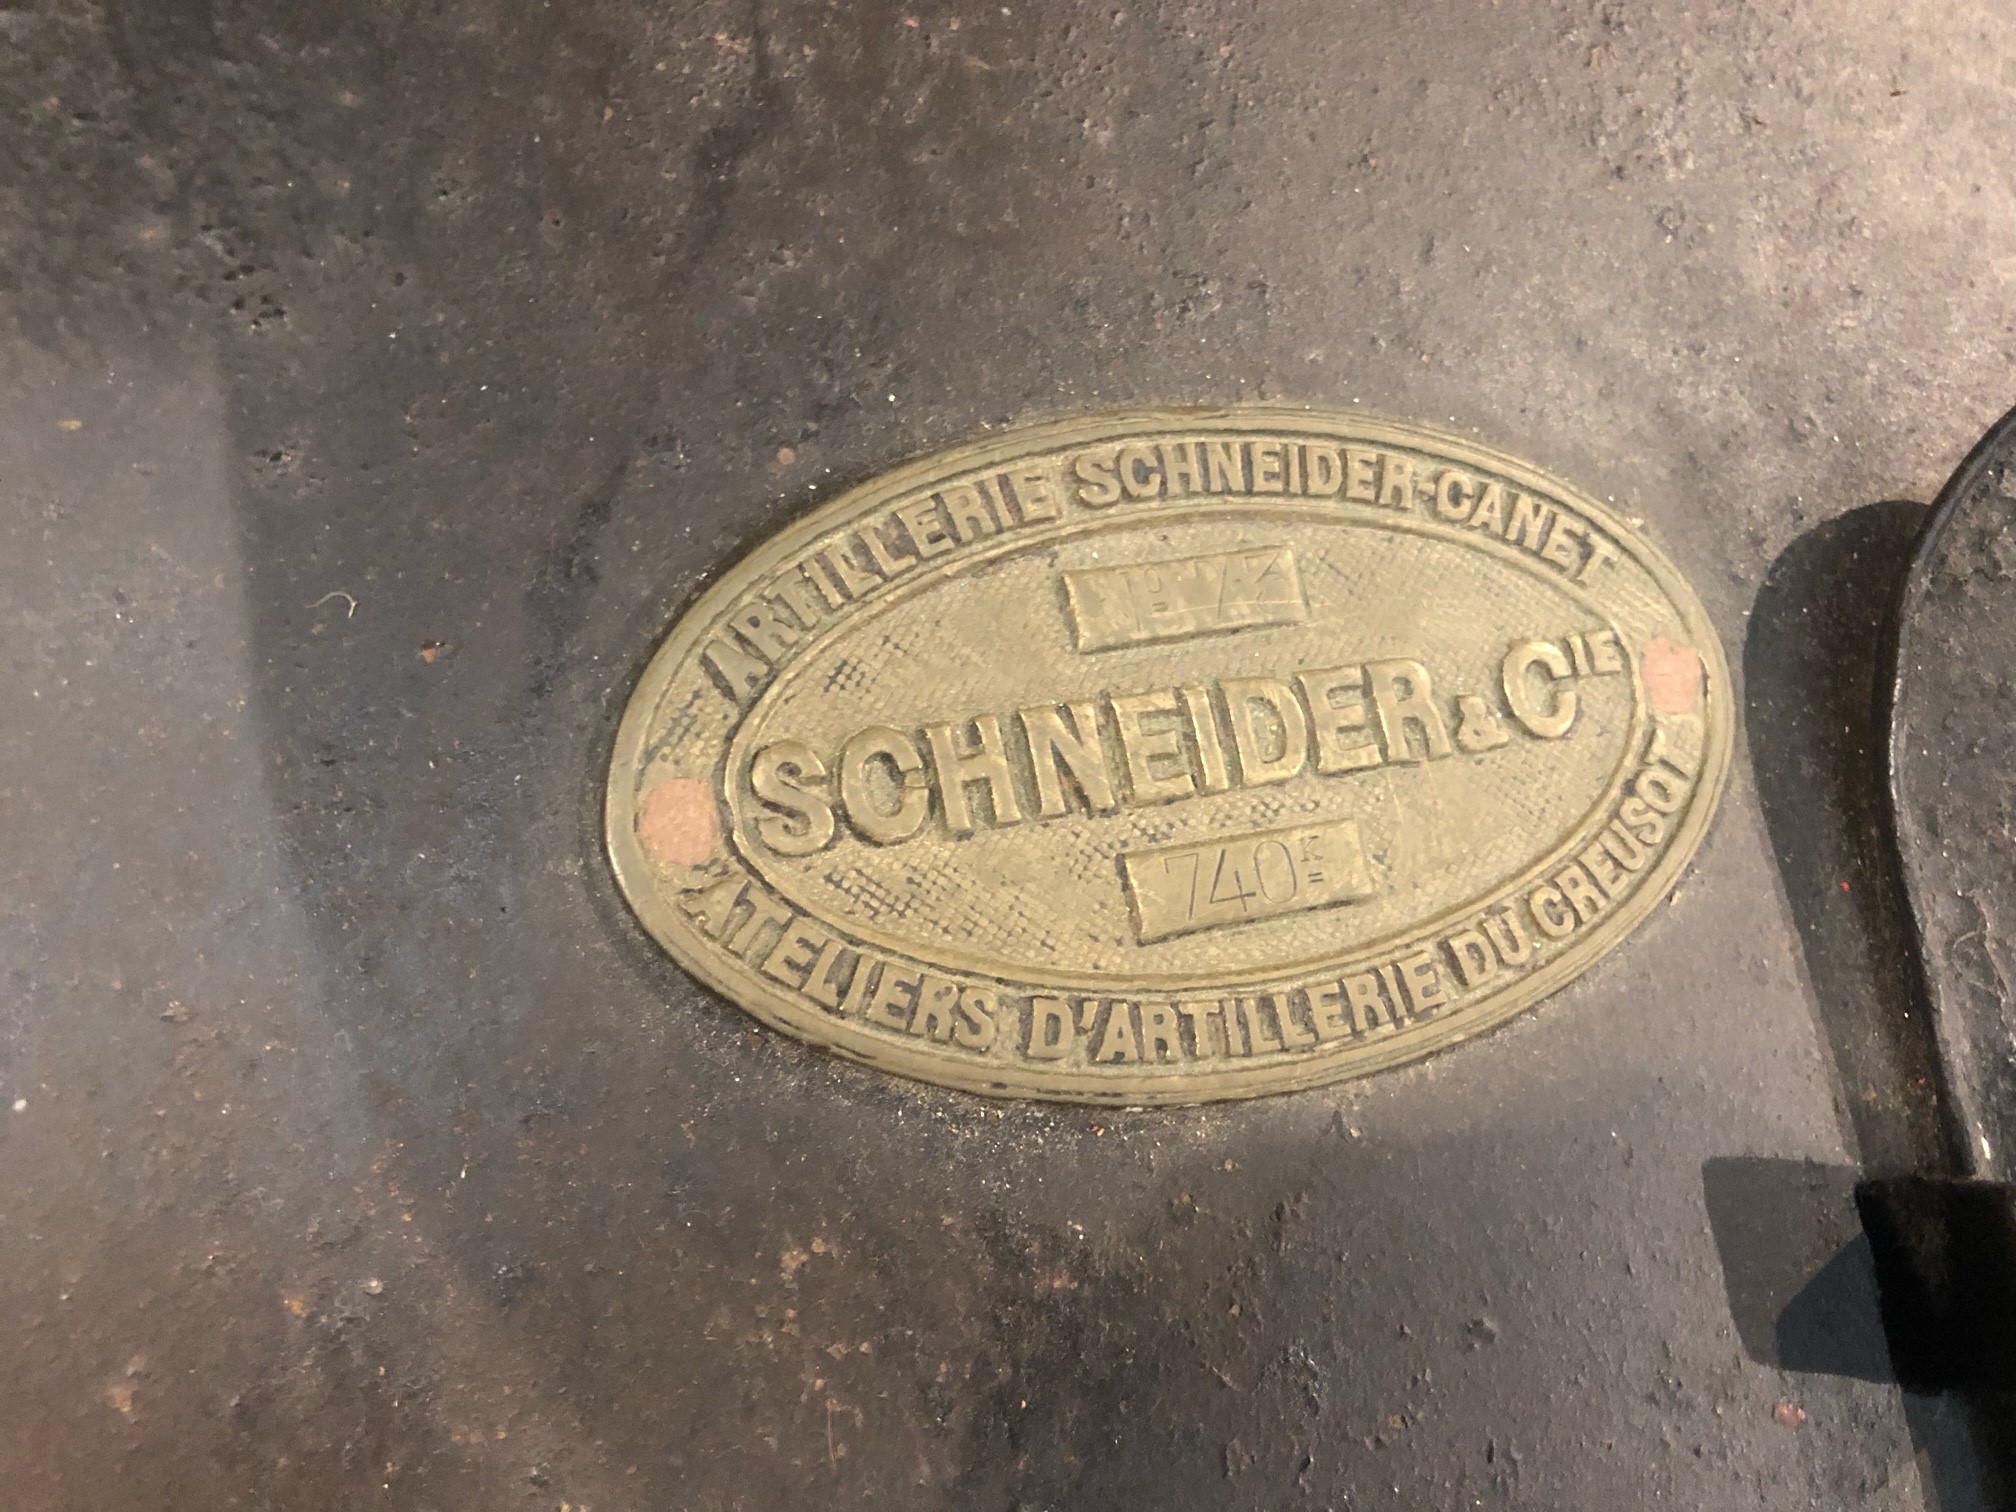 ARTILLERIE SCHNEIDER-CANET
SCHNEIDER & CIE
740K
ATELIERS D'ARTILLERIE DU CREUSOT